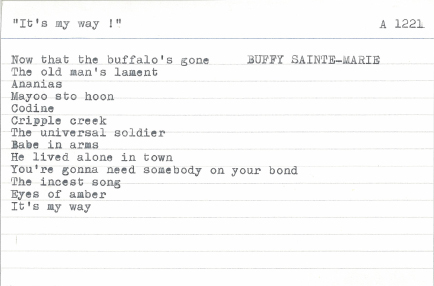 "It's my way !" A 1221
Now that the buffalo's gone BUFFY SAINTE-MARIE
The old man's lament
Ananias
Mayoo sto hoon
Codine
Cripple creek
The universal soldier
Babe in arms
He lived alone in town
You're gonna need somebody on your bond
The incest song
Eyes of amber
It's my way